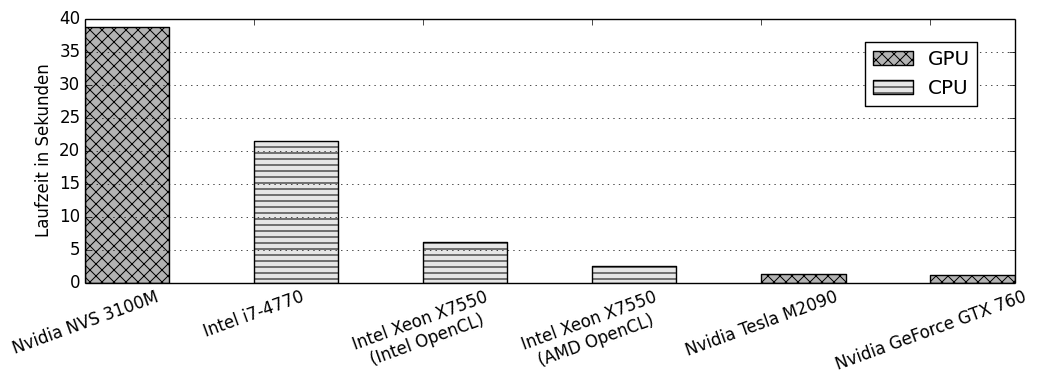 Laufzeit in Sekunden
40
35
30
25
20
15
10
5
0
GPU
CPU
Nvidia NVS 3100M
Intel i7-4770
Intel Xeon X7550
(Intel OpenCL)
Intel Xeon X7550
(AMD OpenCL)
Nvidia Tesla M2090
Nvidia GeForce GTX 760